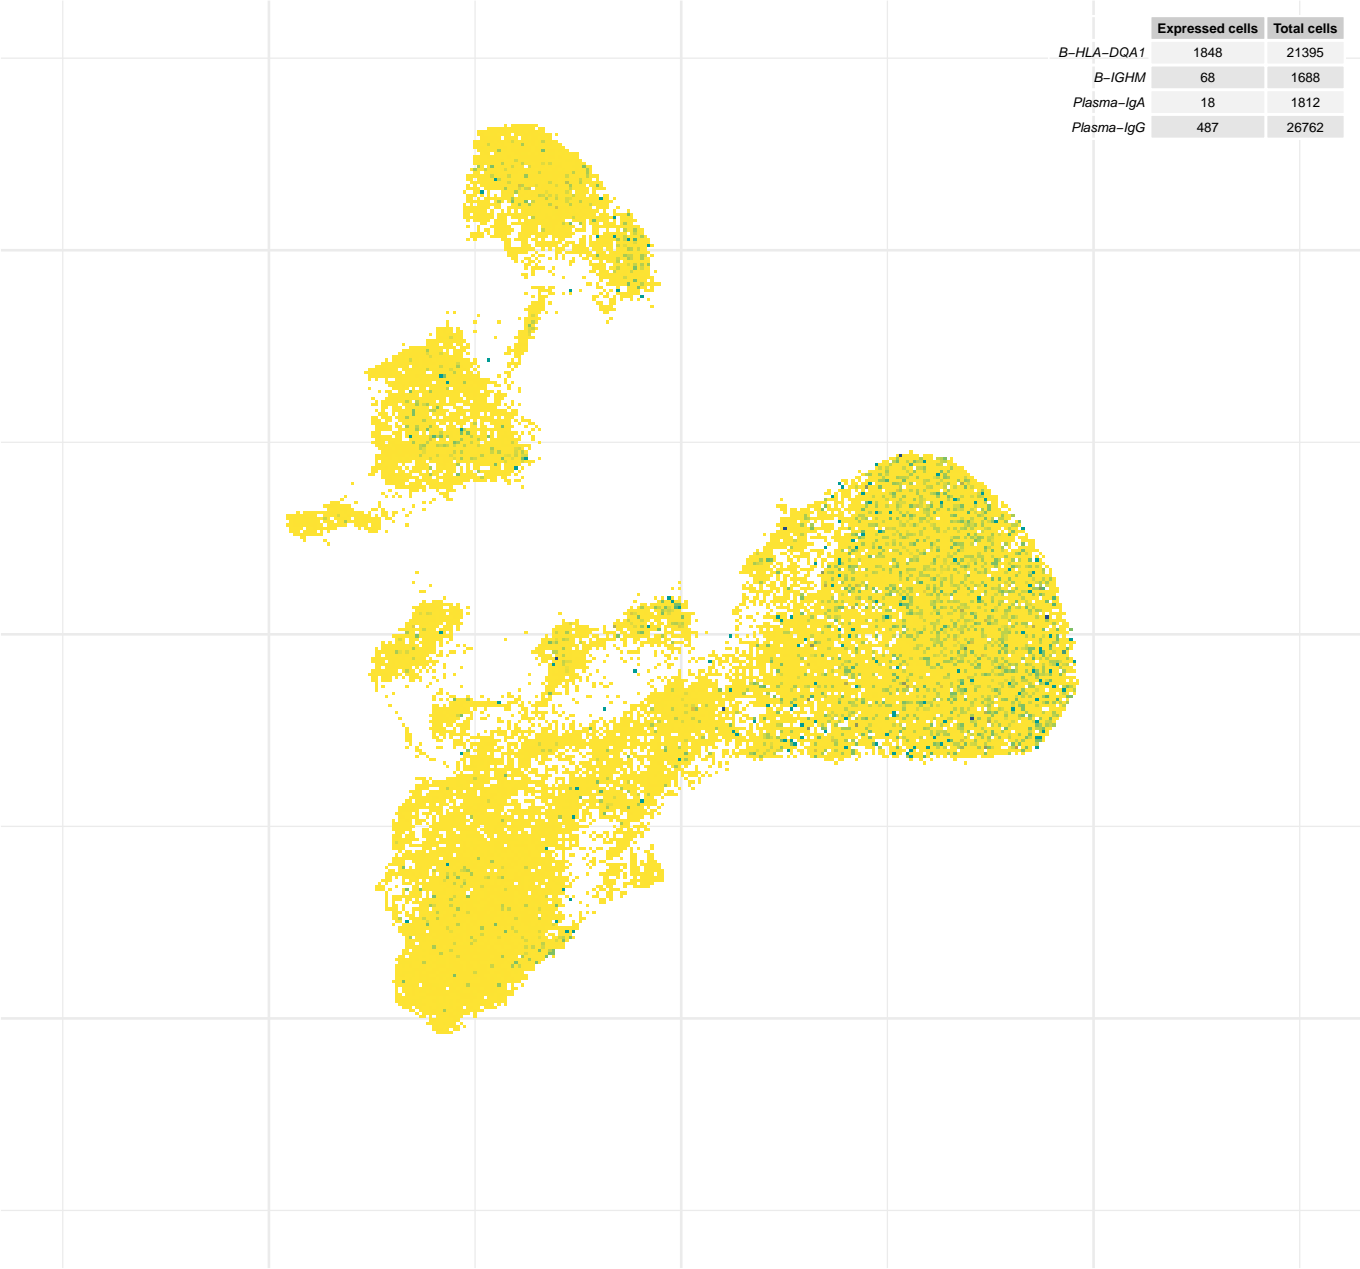 Expressed cells Total cells
B−HLA−DQA1 1848 21395
B−IGHM 68 1688
Plasma−IgA 18 1812
Plasma−IgG 487 26762